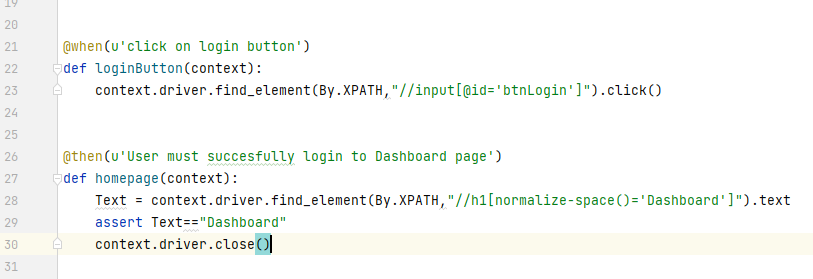 19
20
21 @when(u'click on login button')
22 def loginButton(context):
23 context.driver.find_element(By.XPATH,"//input[@id='btnLogin']").click()
24
25
26 @then(u'User must succesfully login to Dashboard page')
27 def homepage(context):
28 Text = context.driver.find_element(By.XPATH,"//h1[normalize-space()='Dashboard']").text
29 assert Text=="Dashboard"
30 context.driver.close()
31